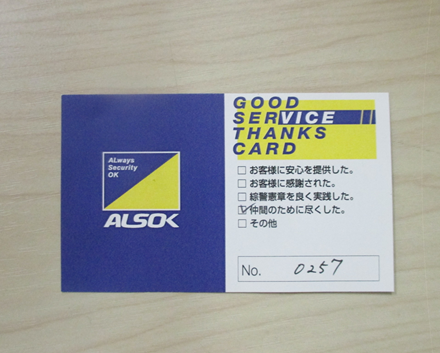 ALways
Security
OK
ALSOK
GOOD
SERVICE
THANKS
CARD
□ お客様に安心を提供した。
□ お客様に感謝された。
□ 綜警憲章を良く実践した。
☑ 仲間のために尽くした。
□ その他
No. 0257